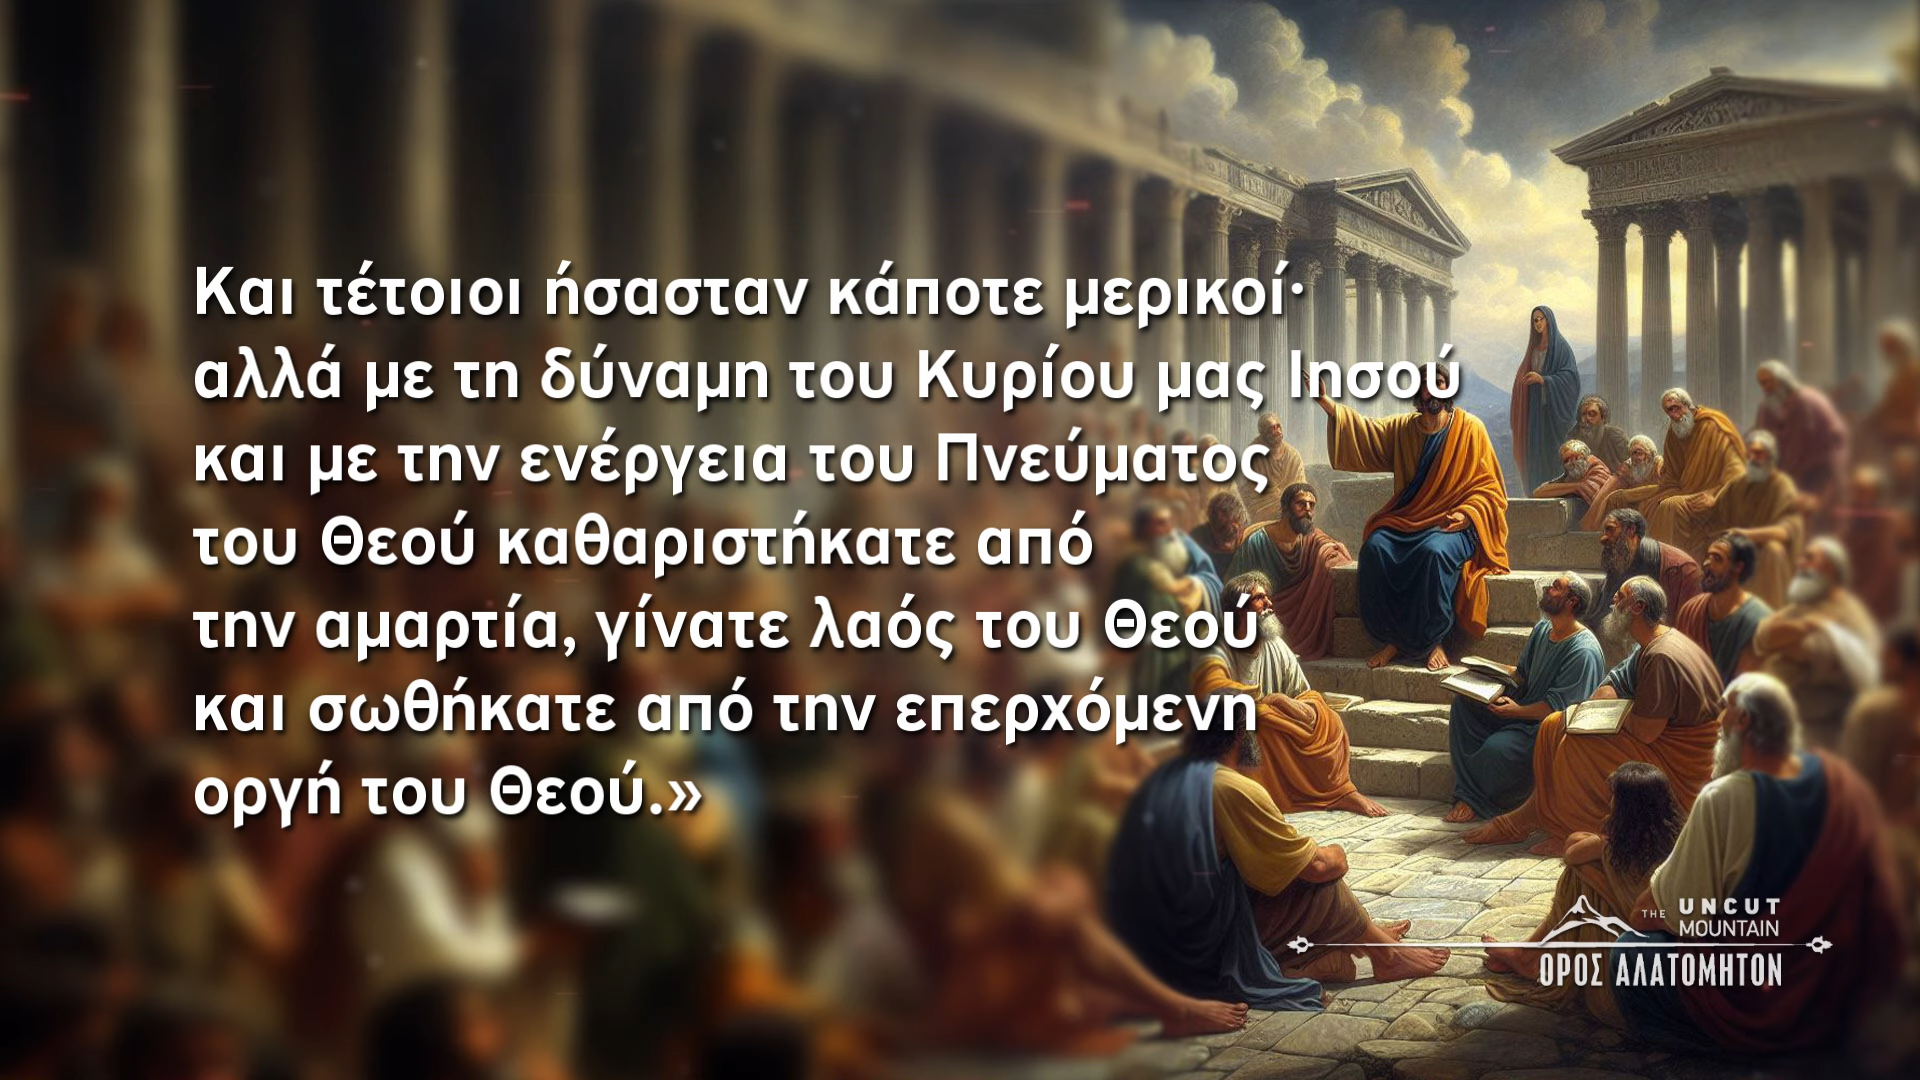 Και τέτοιοι ήσασταν κάποτε μερικοί·
αλλά με τη δύναμη του Κυρίου μας Ιησού
και με την ενέργεια του Πνεύματος
του Θεού καθαριστήκατε από
την αμαρτία, γίνατε λαός του Θεού
και σωθήκατε από την επερχόμενη
οργή του Θεού.»
THE UNCUT
MOUNTAIN
ΟΡΟΣ ΑΛΑΤΟΜΗΤΟΝ